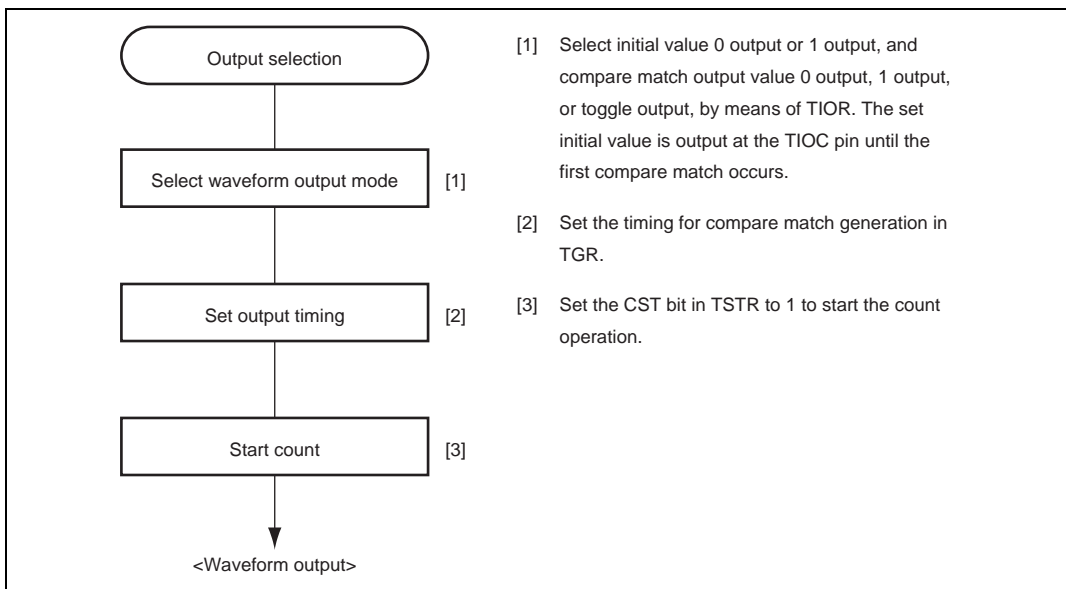 Output selection
Select waveform output mode
[1]
Set output timing
[2]
Start count
[3]
<Waveform output>
[1] Select initial value 0 output or 1 output, and
compare match output value 0 output, 1 output,
or toggle output, by means of TIOR. The set
initial value is output at the TIOC pin until the
first compare match occurs.
[2] Set the timing for compare match generation in
TGR.
[3] Set the CST bit in TSTR to 1 to start the count
operation.